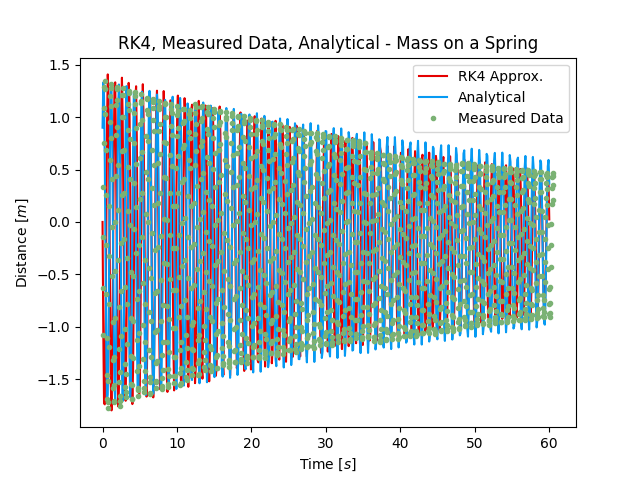 RK4, Measured Data, Analytical - Mass on a Spring
RK4 Approx.
Analytical
Measured Data
1.5
1.0
0.5
0.0
−0.5
−1.0
−1.5
Distance [m]
0 10 20 30 40 50 60
Time [s]